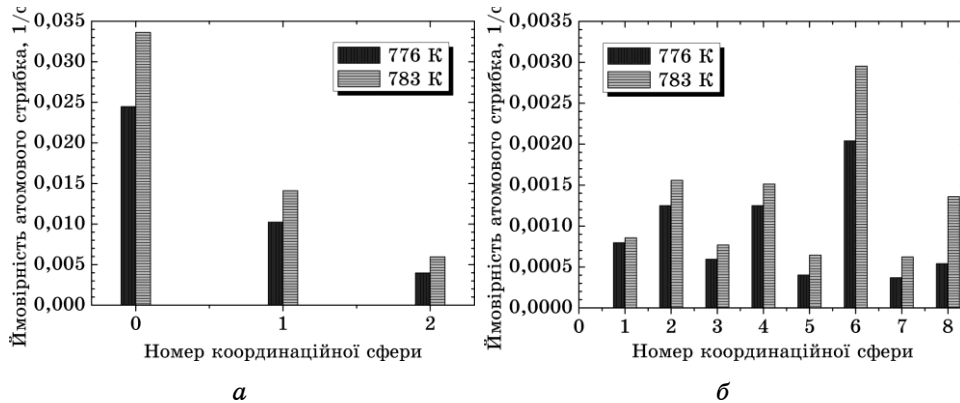 Ймовірність атомового стрибка, 1/с
0,035
0,030
0,025
0,020
0,015
0,010
0,005
0,000
776 К
783 К
0 1 2
Номер координаційної сфери
а
Ймовірність атомового стрибка, 1/с
0,0035
0,0030
0,0025
0,0020
0,0015
0,0010
0,0005
0,0000
776 К
783 К
0 1 2 3 4 5 6 7 8
Номер координаційної сфери
б